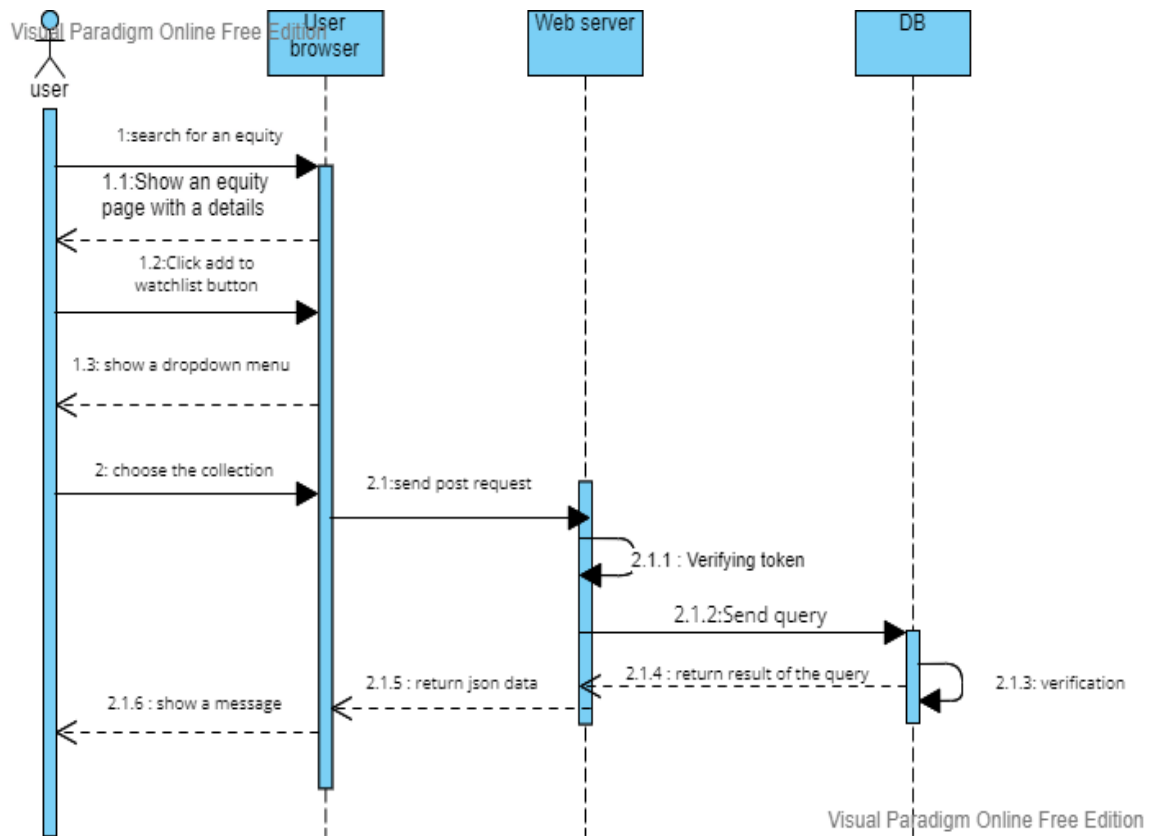 Visual Paradigm Online Free Edition
user
User
browser
Web server
DB
1:search for an equity
1.1:Show an equity
page with a details
1.2:Click add to
watchlist button
1.3: show a dropdown menu
2: choose the collection
2.1:send post request
2.1.1 : Verifying token
2.1.2:Send query
2.1.3: verification
2.1.4 : return result of the query
2.1.5 : return json data
2.1.6 : show a message
Visual Paradigm Online Free Edition